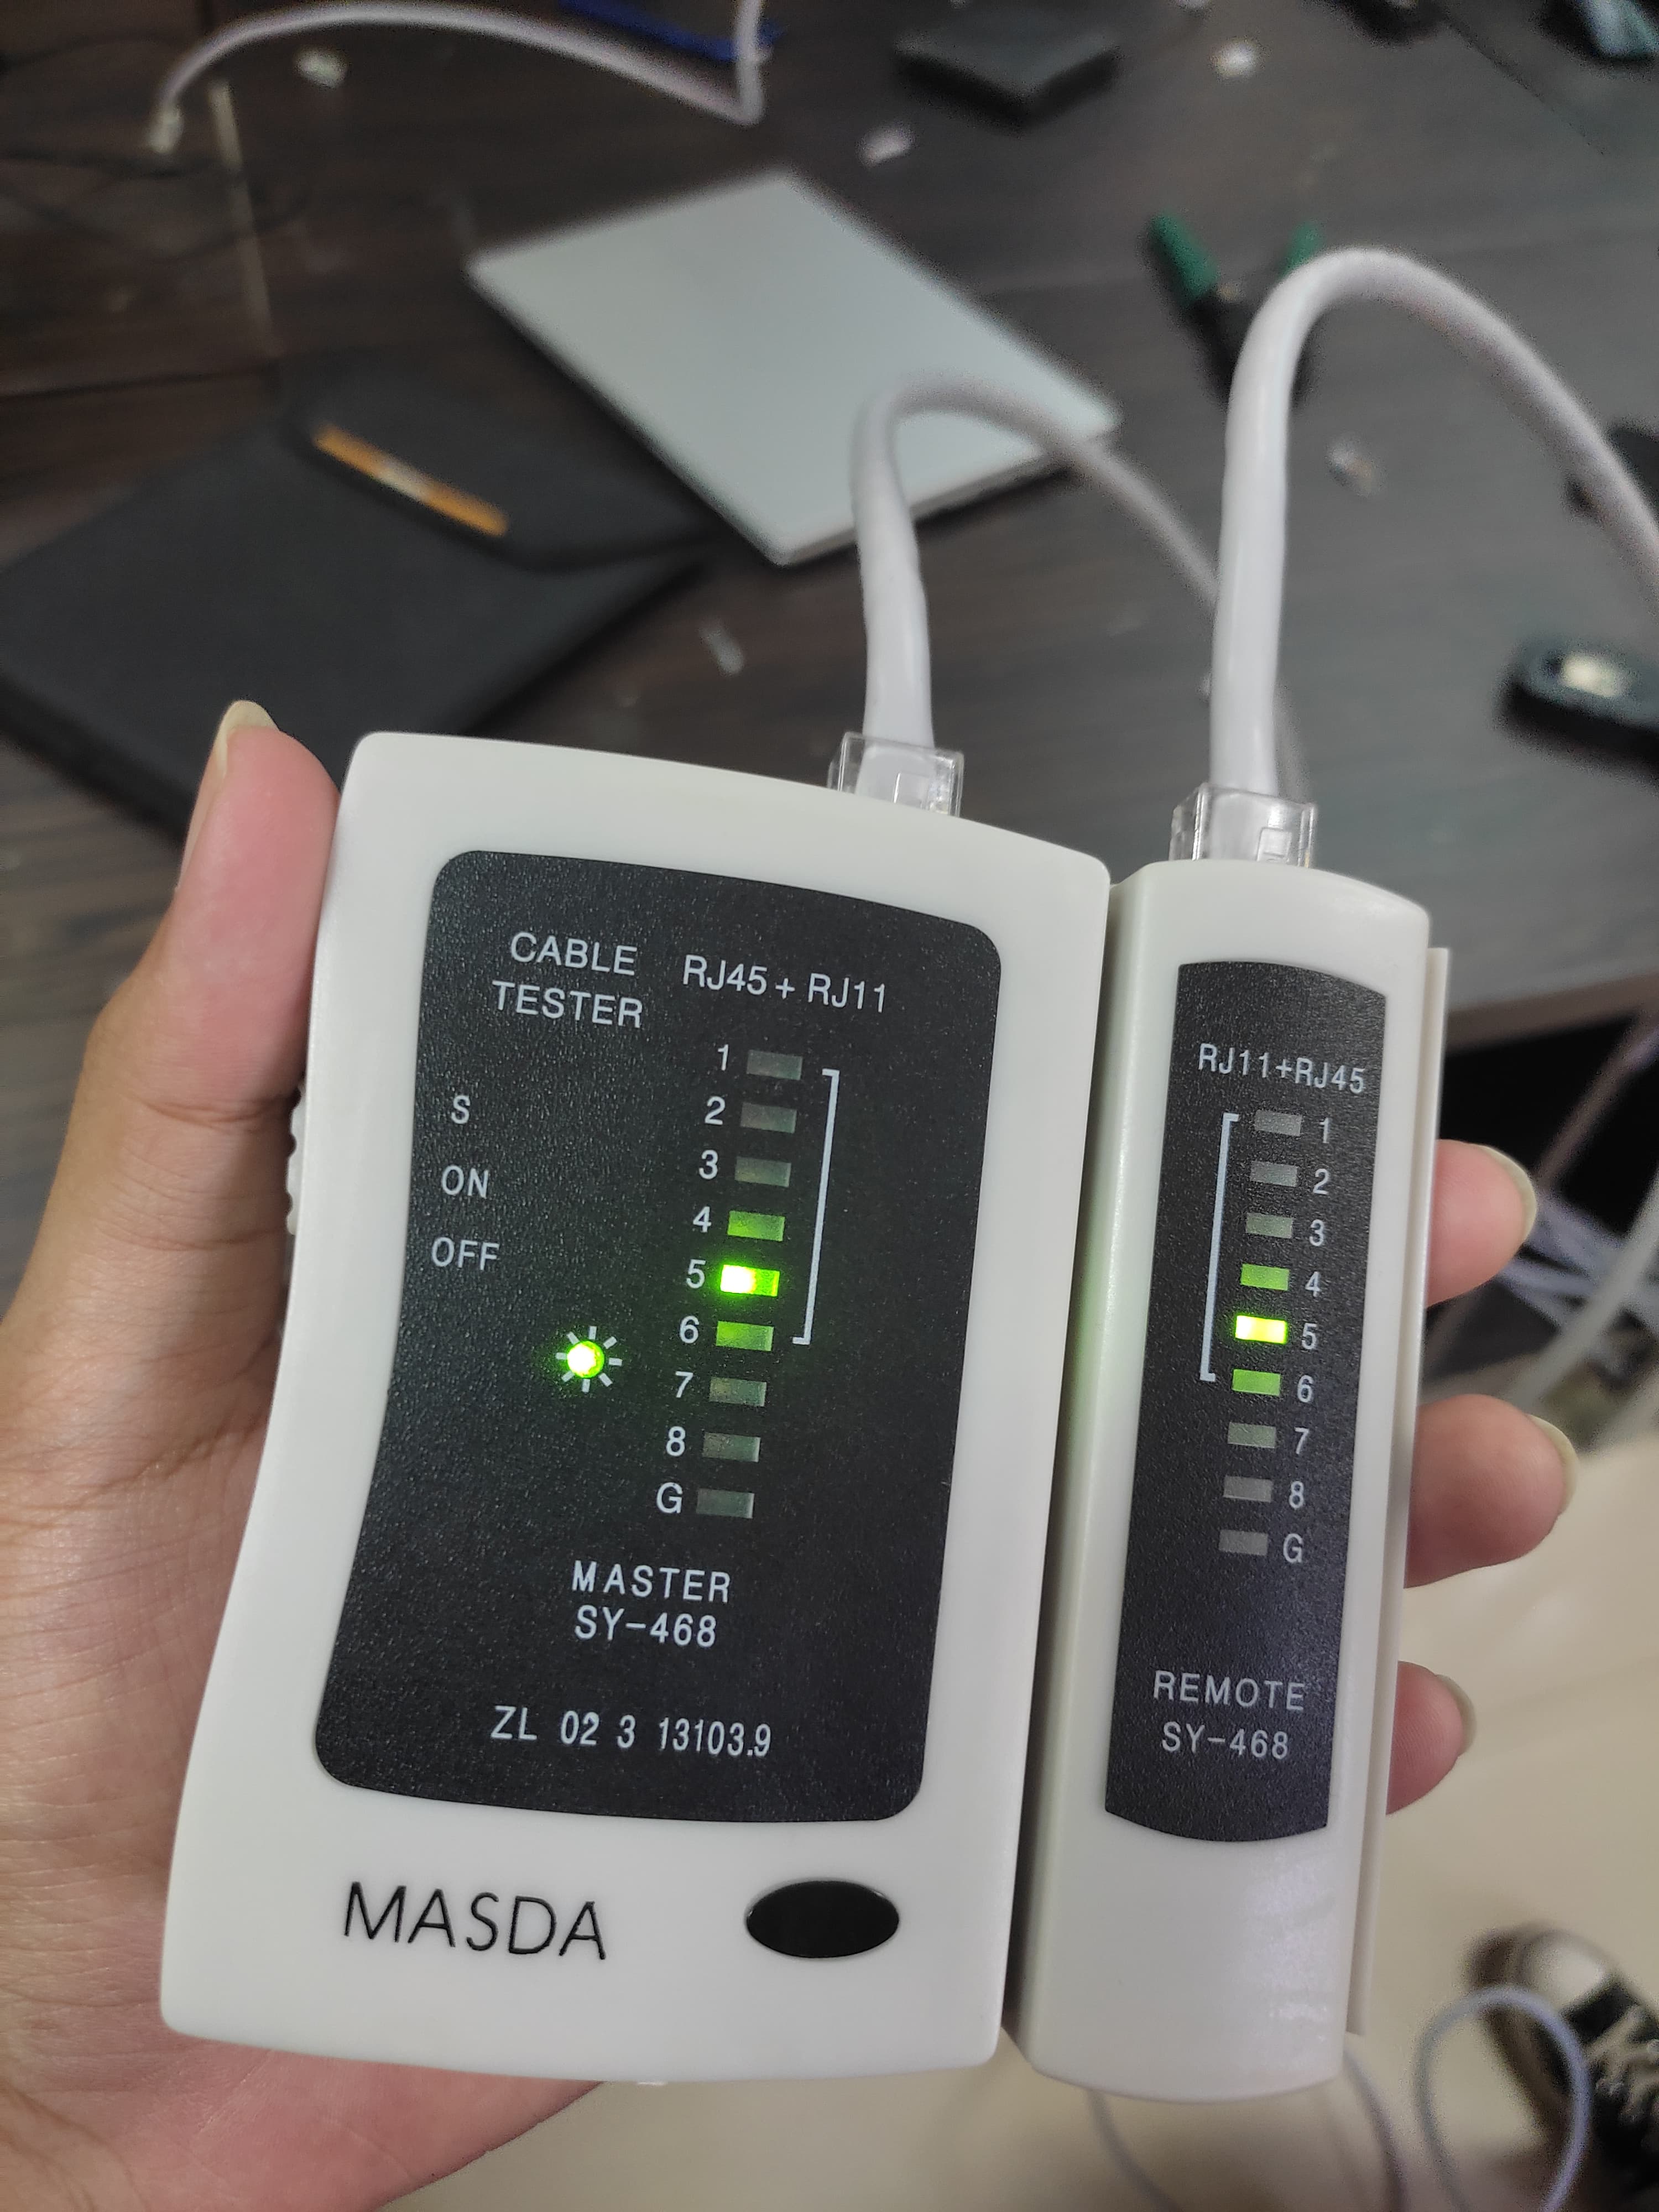 CABLE
TESTER
RJ45 + RJ11
S
ON
OFF
1
2
3
4
5
6
7
8
G
MASTER
SY-468
ZL 02 3 13103.9
MASDA
RJ11+RJ45
1
2
3
4
5
6
7
8
G
REMOTE
SY-468